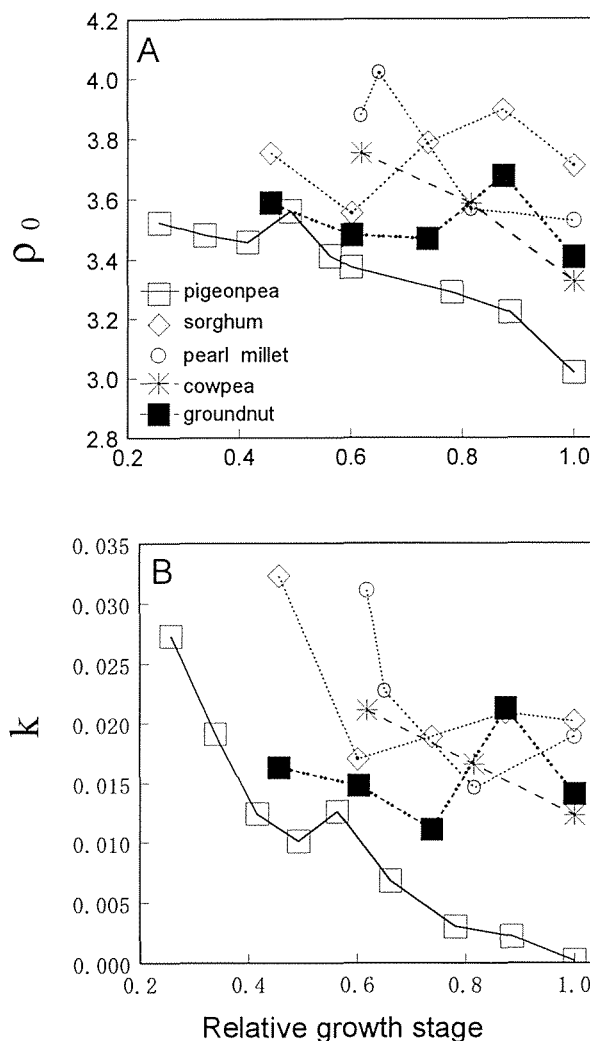 4.2
A
4.0
3.8
3.6
ρ 0
3.4
3.2
3.0
2.8
pigeonpea
sorghum
pearl millet
cowpea
groundnut
0.2 0.4 0.6 0.8 1.0
0.035
B
0.030
0.025
0.020
k
0.015
0.010
0.005
0.000
0.2 0.4 0.6 0.8 1.0
Relative growth stage